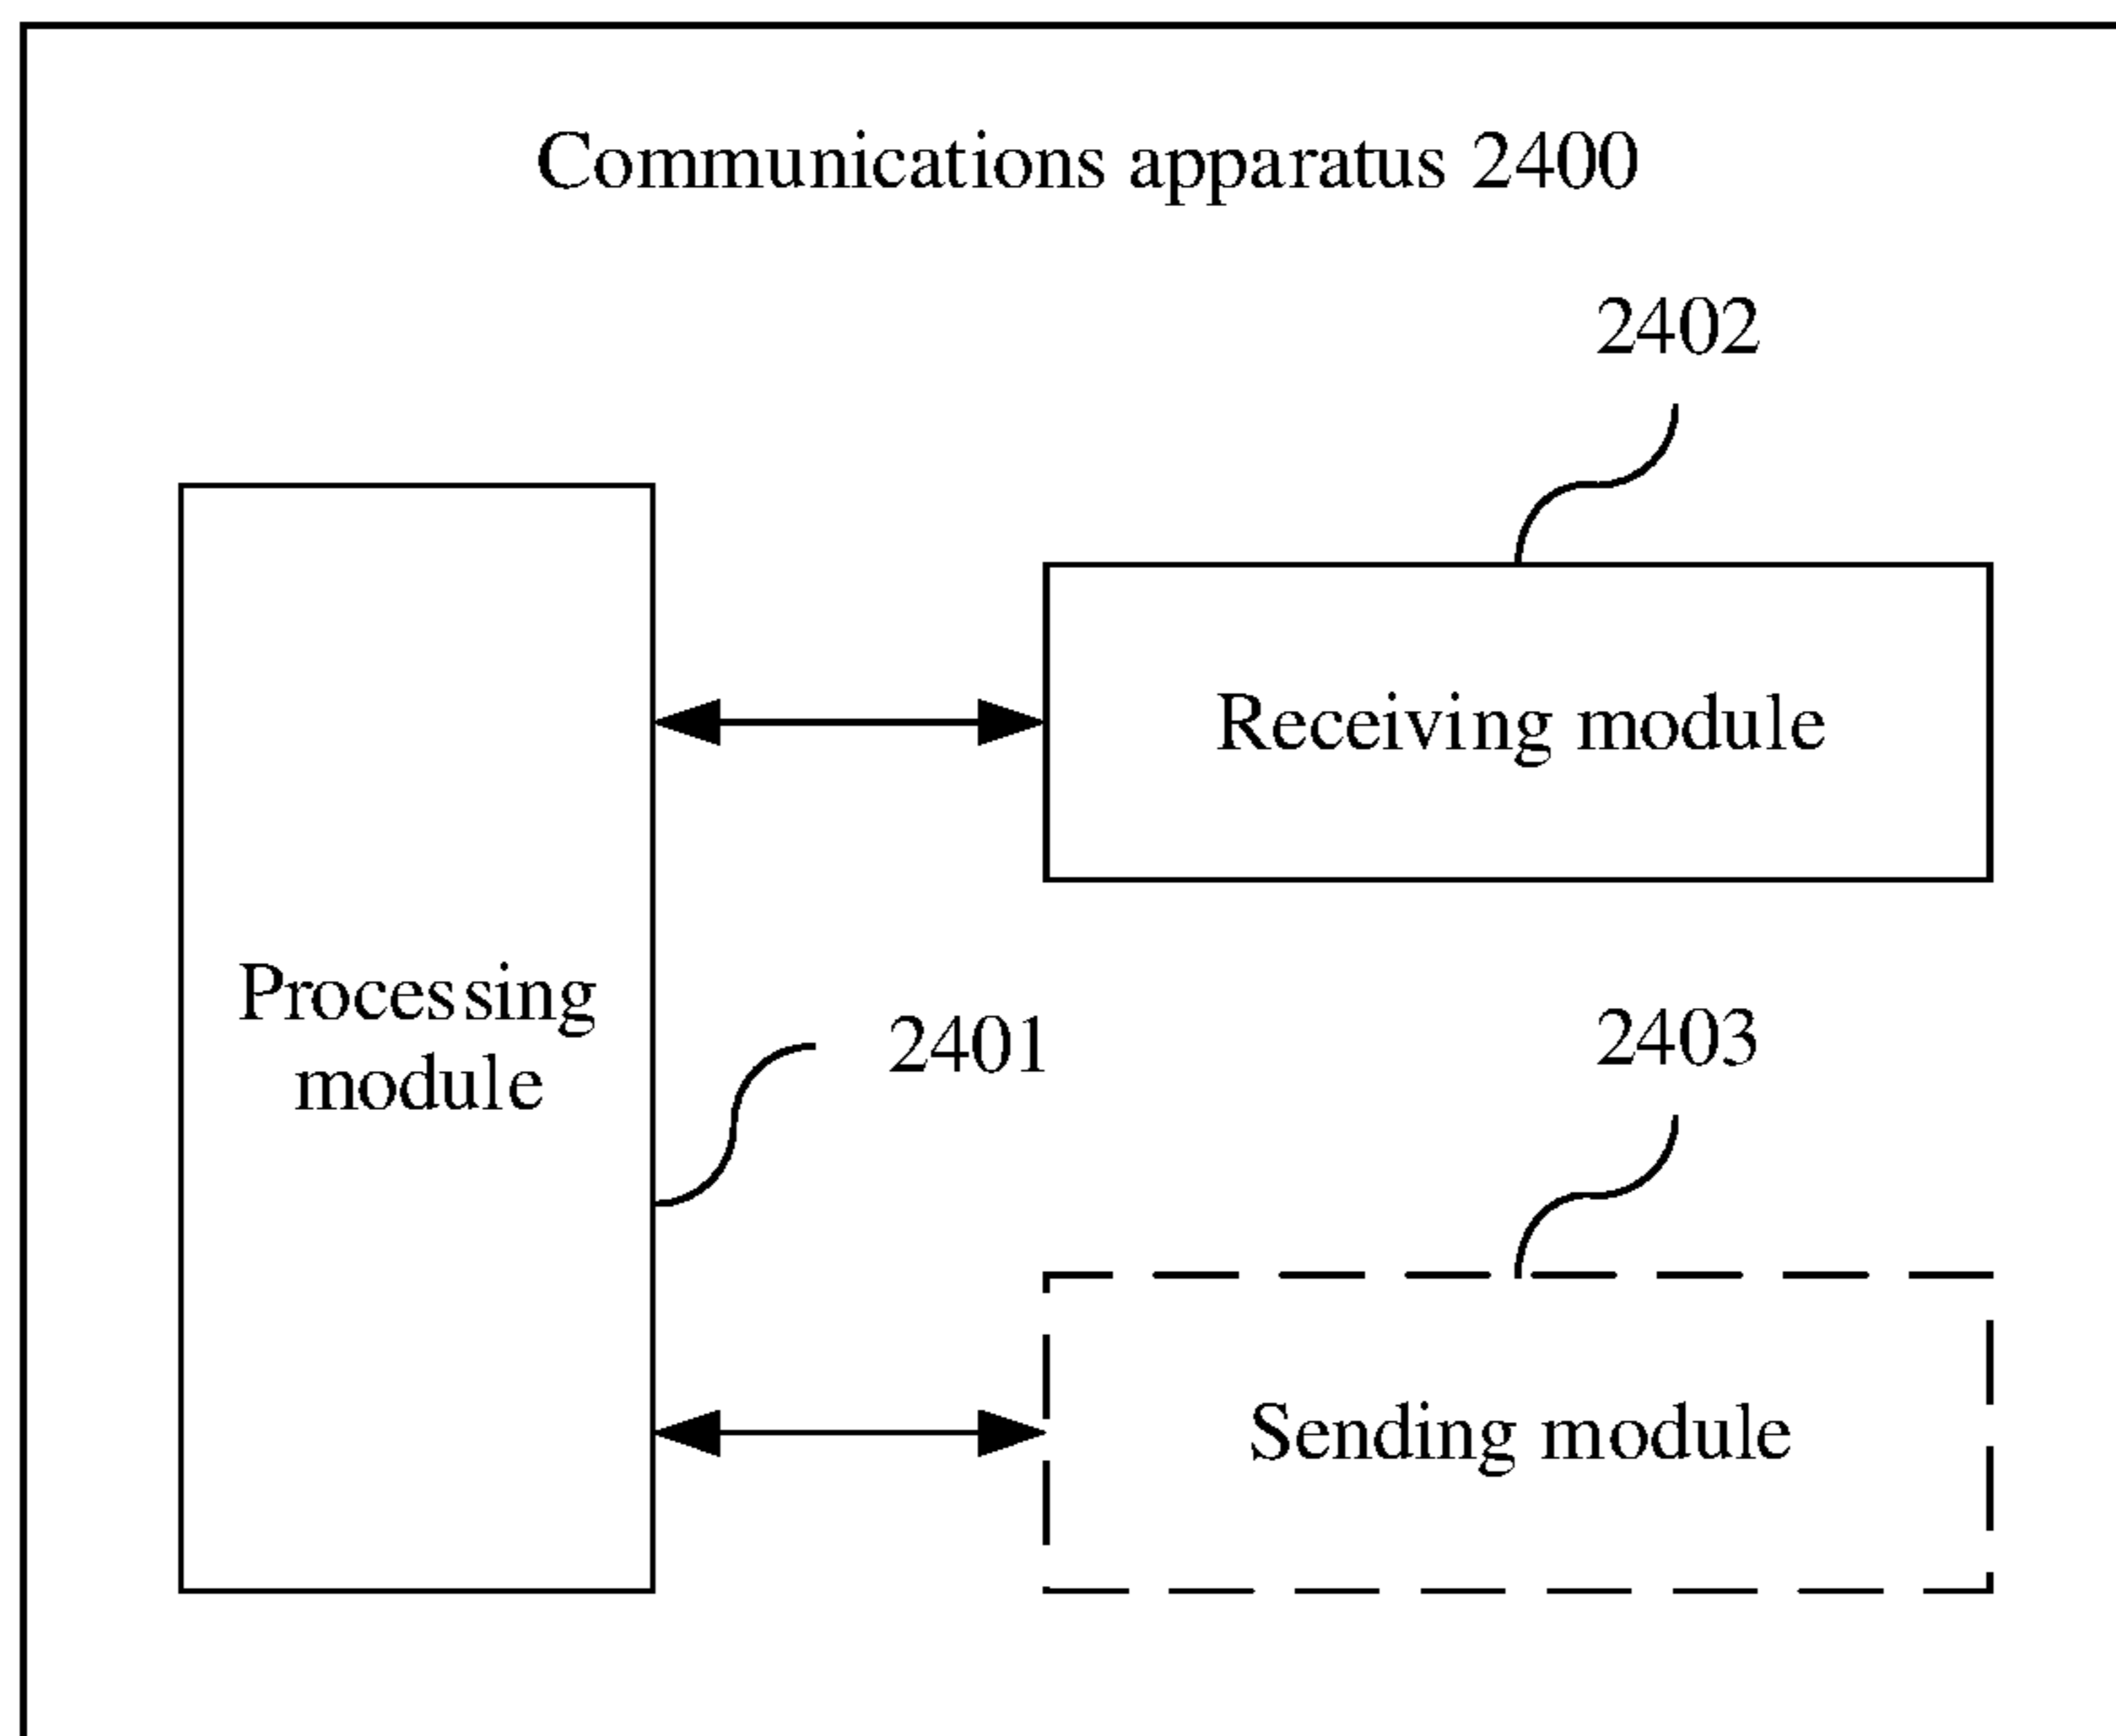 Communications apparatus 2400
2402
Receiving module
Processing
module
2401
2403
Sending module